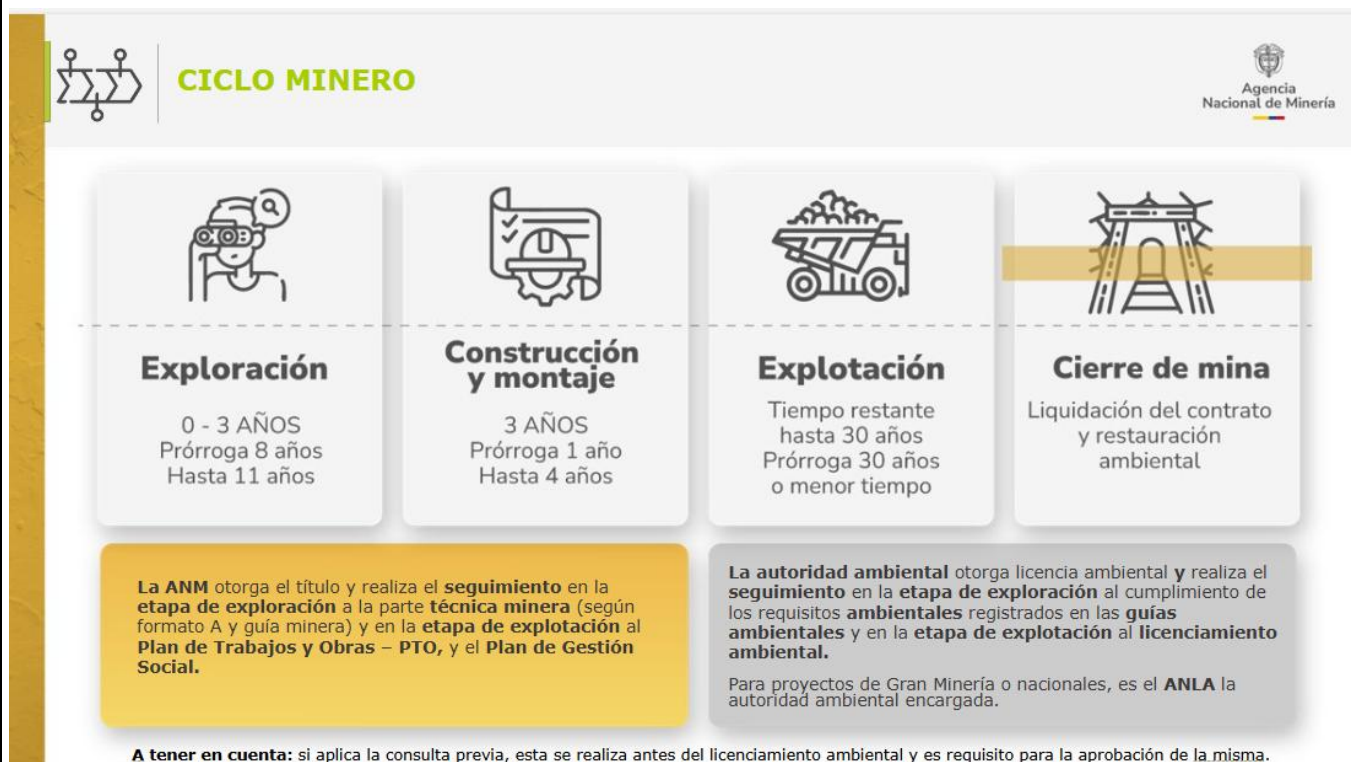 CICLO MINERO
Agencia
Nacional de Minería
Exploración
0 - 3 AÑOS
Prórroga 8 años
Hasta 11 años
Construcción
y montaje
3 AÑOS
Prórroga 1 año
Hasta 4 años
Explotación
Tiempo restante
hasta 30 años
Prórroga 30 años
o menor tiempo
Cierre de mina
Liquidación del contrato
y restauración
ambiental
La ANM otorga el título y realiza el seguimiento en la
etapa de exploración a la parte técnica minera (según
formato A y guía minera) y en la etapa de explotación al
Plan de Trabajos y Obras – PTO, y el Plan de Gestión
Social.
La autoridad ambiental otorga licencia ambiental y realiza el
seguimiento en la etapa de exploración al cumplimiento de
los requisitos ambientales registrados en las guías
ambientales y en la etapa de explotación al licenciamiento
ambiental.
Para proyectos de Gran Minería o nacionales, es el ANLA la
autoridad ambiental encargada.
A tener en cuenta: si aplica la consulta previa, esta se realiza antes del licenciamiento ambiental y es requisito para la aprobación de la misma.